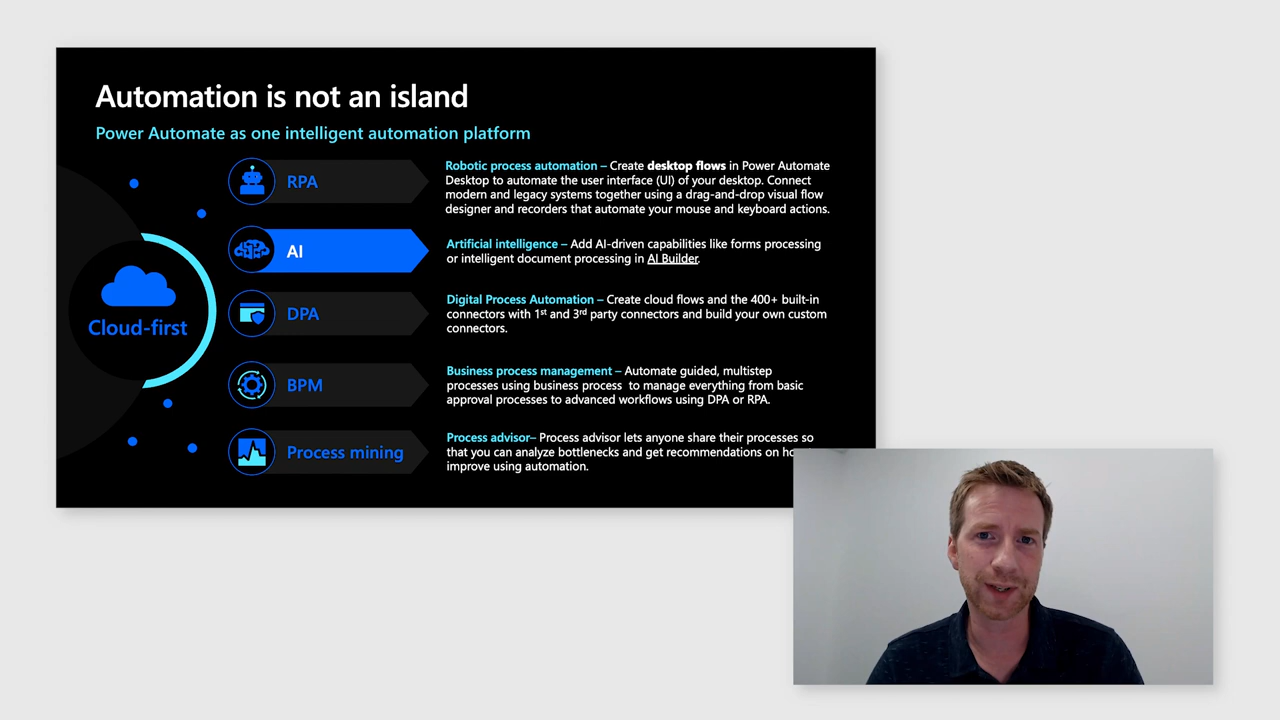 Automation is not an island
Power Automate as one intelligent automation platform
Cloud-first
RPA
Robotic process automation – Create desktop flows in Power Automate
Desktop to automate the user interface (UI) of your desktop. Connect
modern and legacy systems together using a drag-and-drop visual flow
designer and recorders that automate your mouse and keyboard actions.
AI
Artificial intelligence – Add AI-driven capabilities like forms processing
or intelligent document processing in AI Builder.
DPA
Digital Process Automation – Create cloud flows and the 400+ built-in
connectors with 1st and 3rd party connectors and build your own custom
connectors.
BPM
Business process management – Automate guided, multistep
processes using business process to manage everything from basic
approval processes to advanced workflows using DPA or RPA.
Process mining
Process advisor– Process advisor lets anyone share their processes so
that you can analyze bottlenecks and get recommendations on
improve using automation.